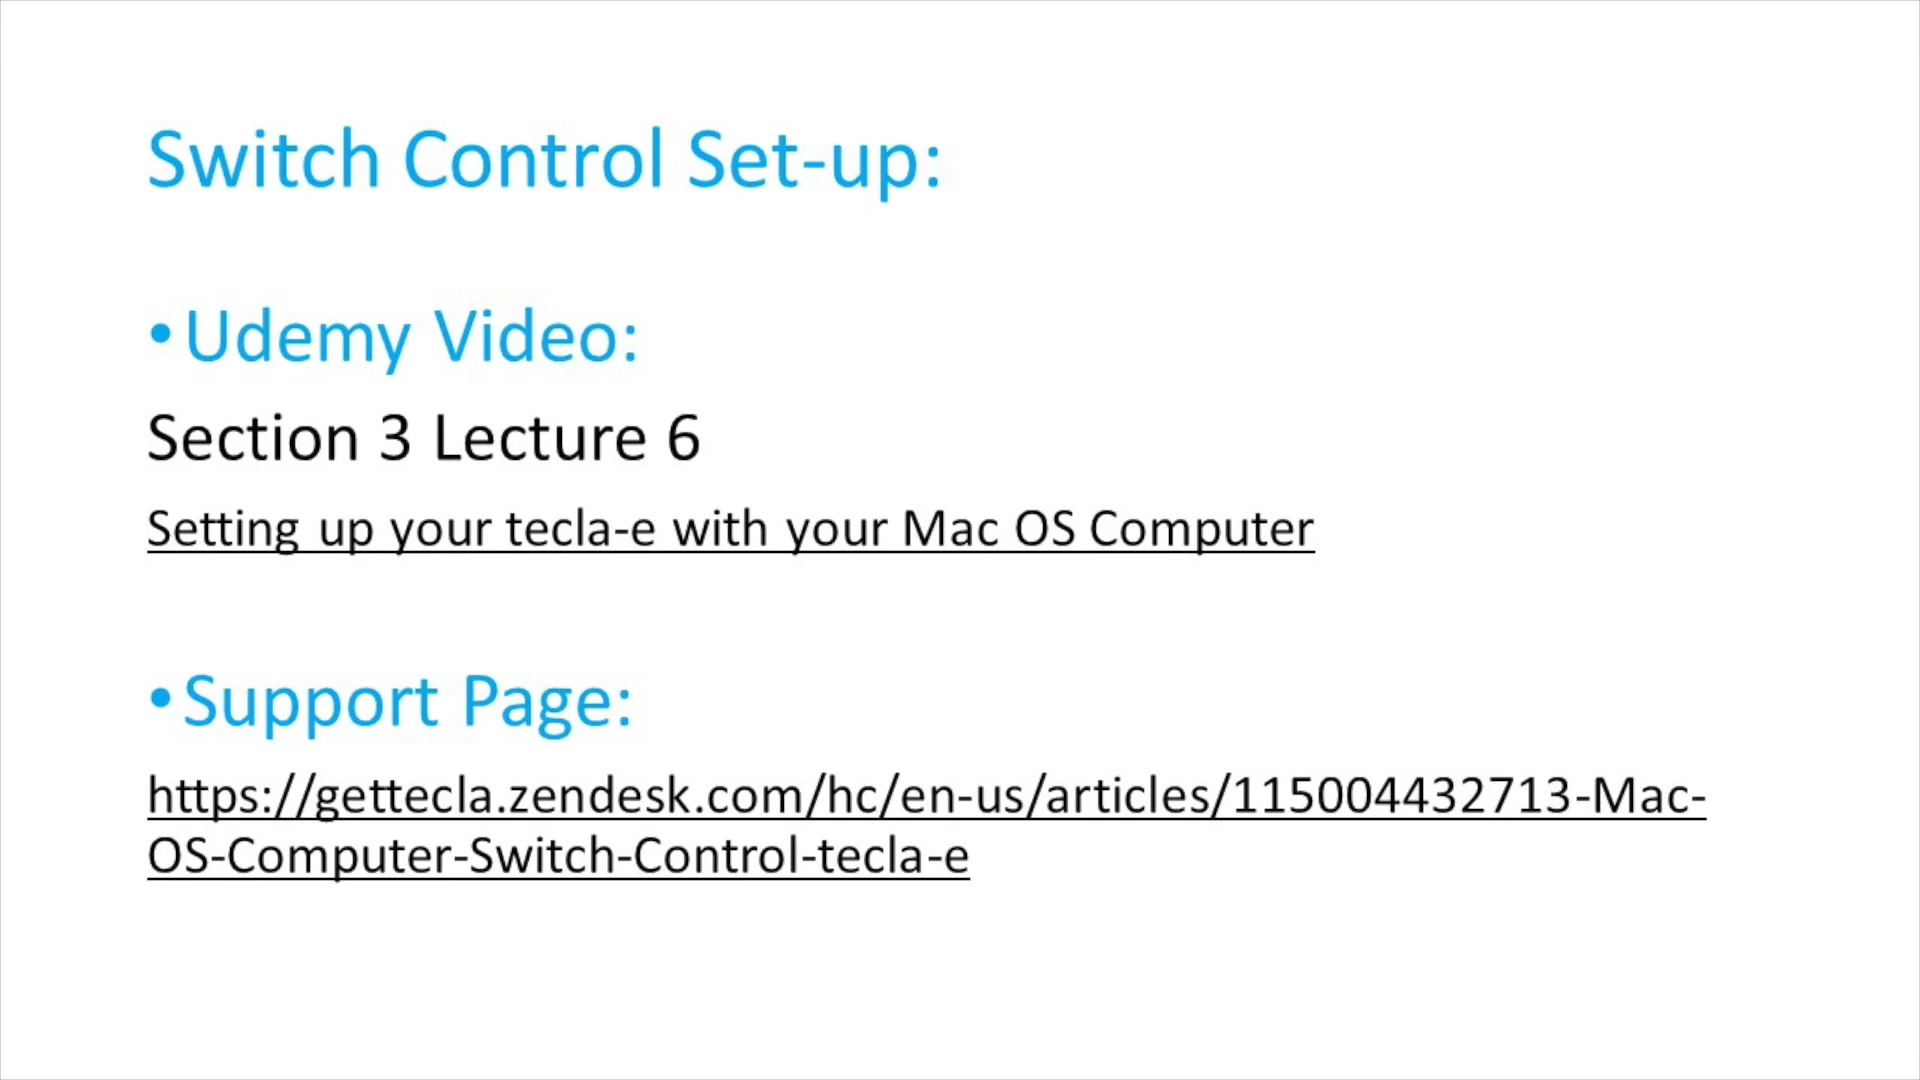 Switch Control Set-up:
• Udemy Video:
Section 3 Lecture 6
Setting up your tecla-e with your Mac OS Computer
• Support Page:
https://gettecla.zendesk.com/hc/en-us/articles/115004432713-Mac-
OS-Computer-Switch-Control-tecla-e